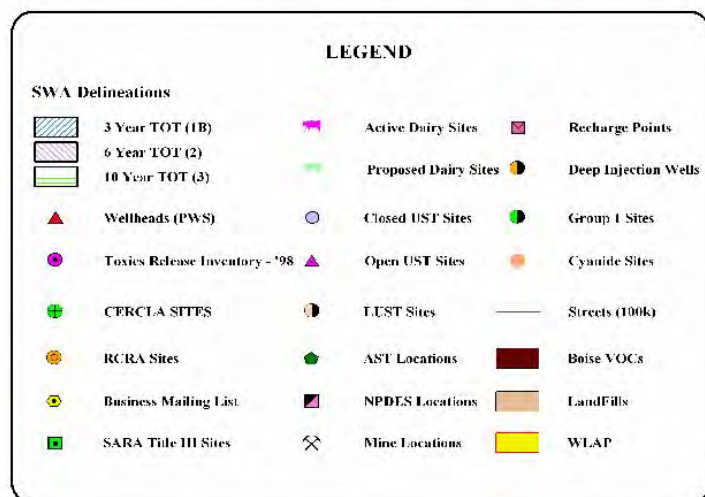 LEGEND
SWA Delineations
3 Year TOT (1B)
6 Year TOT (2)
10 Year TOT (3)
Wellheads (PWS)
Toxics Release Inventory - '98
CERCLA SITES
RCRA Sites
Business Mailing List
SARA Title III Sites
Active Dairy Sites
Proposed Dairy Sites
Closed UST Sites
Open UST Sites
LUST Sites
AST Locations
NPDES Locations
Mine Locations
Recharge Points
Deep Injection Wells
Group 1 Sites
Cyanide Sites
Streets (100k)
Boise VOCs
LandFills
WLAP